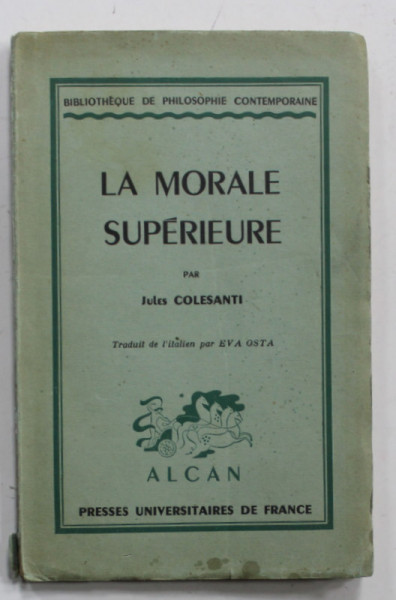 BIBLIOTHÈQUE DE PHILOSOPHIE CONTEMPORAINE
LA MORALE
SUPÉRIEURE
PAR
Jules COLESANTI
Traduit de l'italien par EVA OSTA
ALCAN
PRESSES UNIVERSITAIRES DE FRANCE